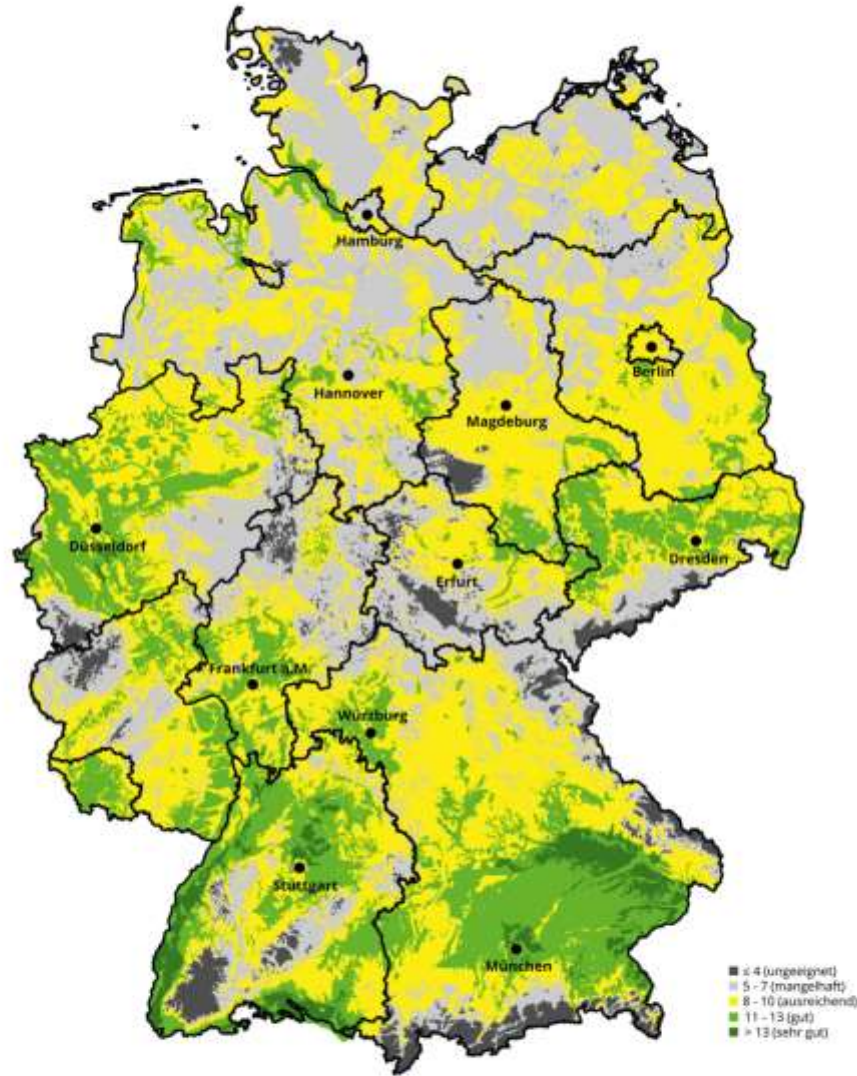 Hamburg
Berlin
Hannover
Magdeburg
Düsseldorf
Erfurt
Dresden
Frankfurt a.M.
Würzburg
Stuttgart
München
≤ 4 (ungeeignet)
5 - 7 (mangelhaft)
8 - 10 (ausreichend)
11 - 13 (gut)
> 13 (sehr gut)